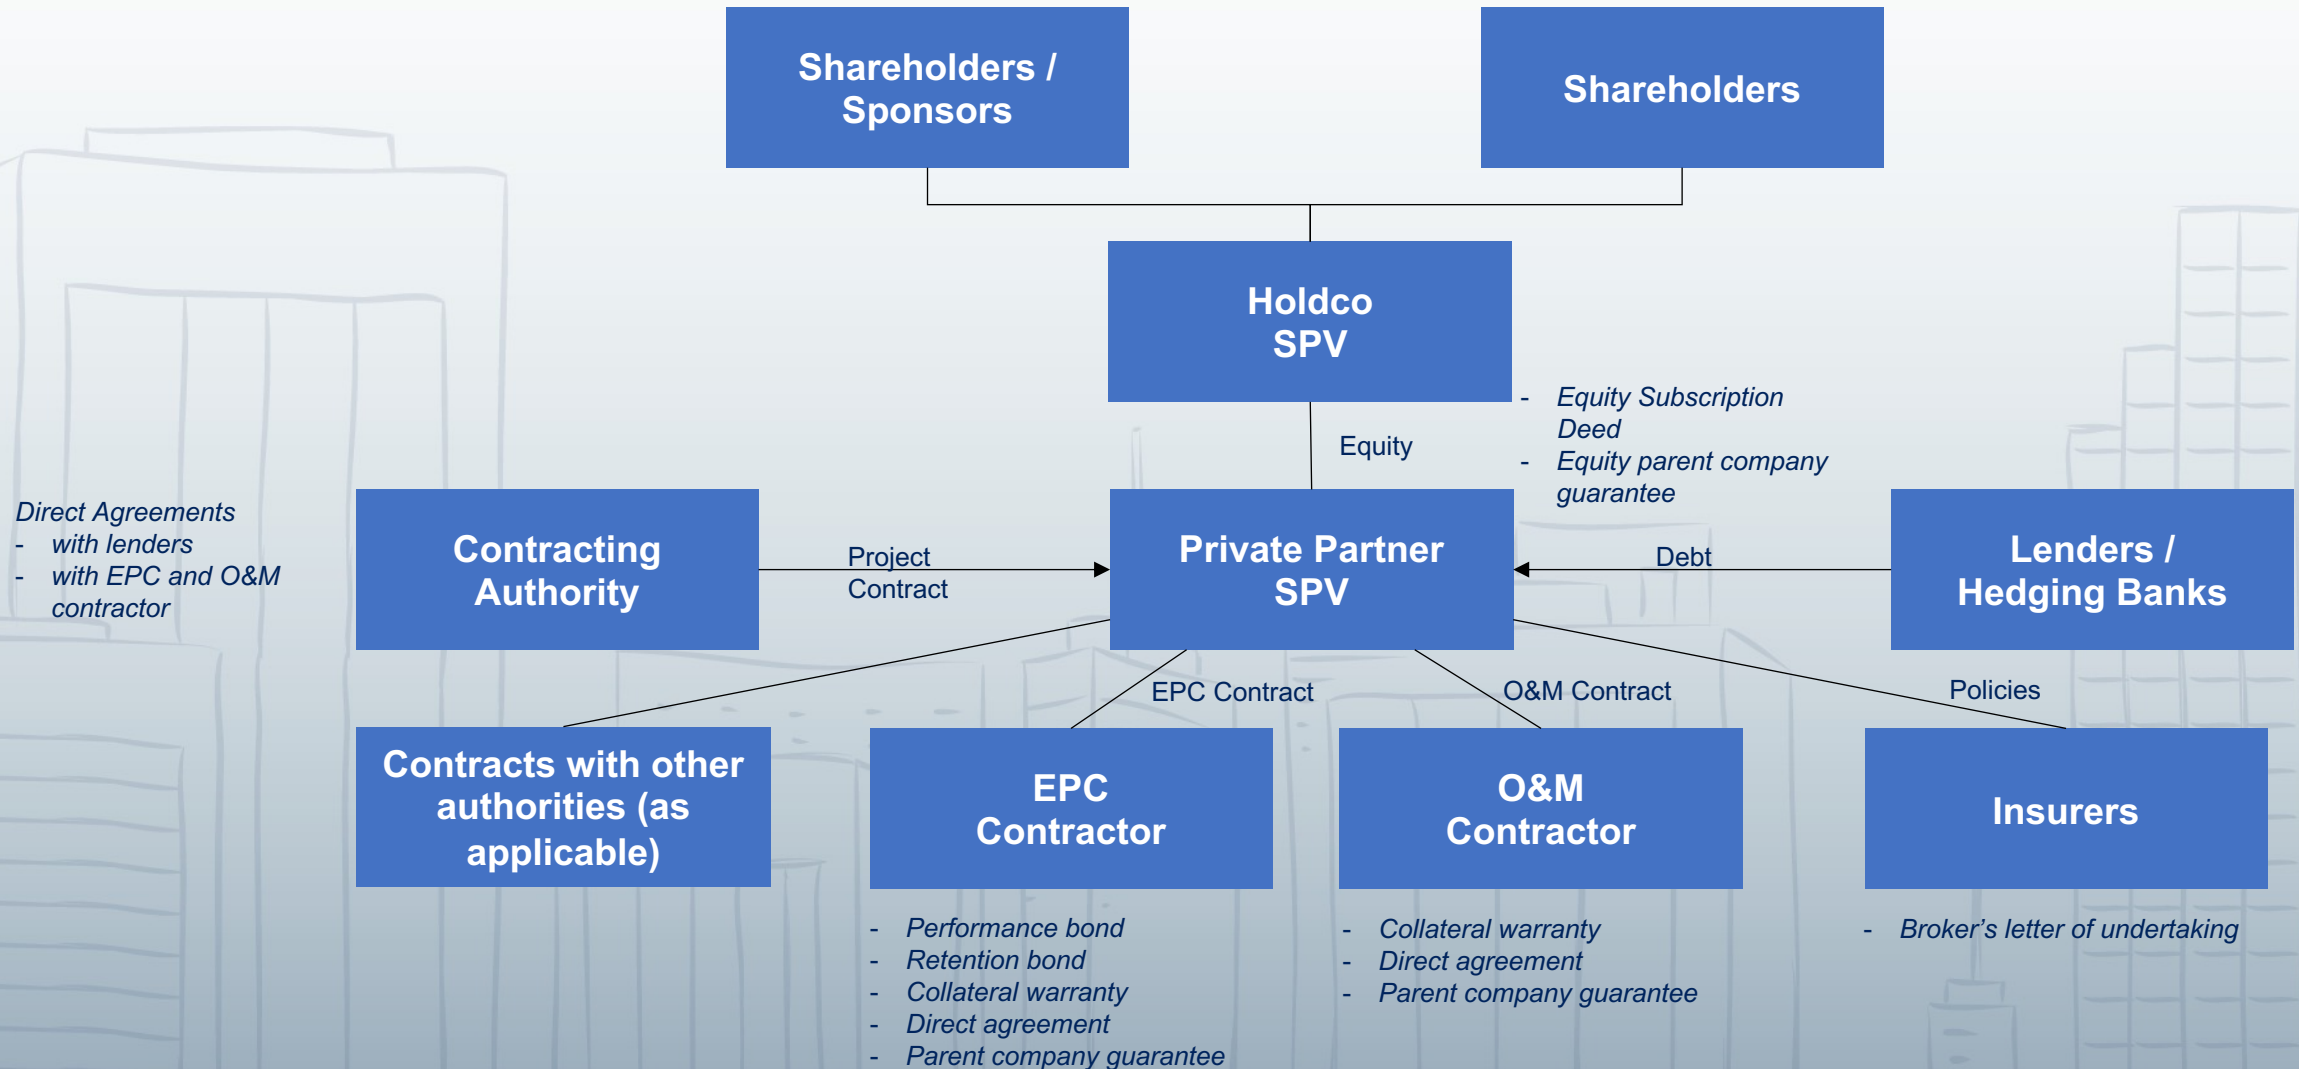 Shareholders /
Sponsors
Shareholders
Holdco
SPV
Equity
- Equity Subscription
Deed
- Equity parent company
guarantee
Direct Agreements
- with lenders
- with EPC and O&M
contractor
Contracting
Authority
Project
Contract
Private Partner
SPV
Debt
Lenders /
Hedging Banks
EPC Contract
O&M Contract
Policies
Contracts with other
authorities (as
applicable)
EPC
Contractor
O&M
Contractor
Insurers
- Performance bond
- Retention bond
- Collateral warranty
- Direct agreement
- Parent company guarantee
- Collateral warranty
- Direct agreement
- Parent company guarantee
- Broker's letter of undertaking